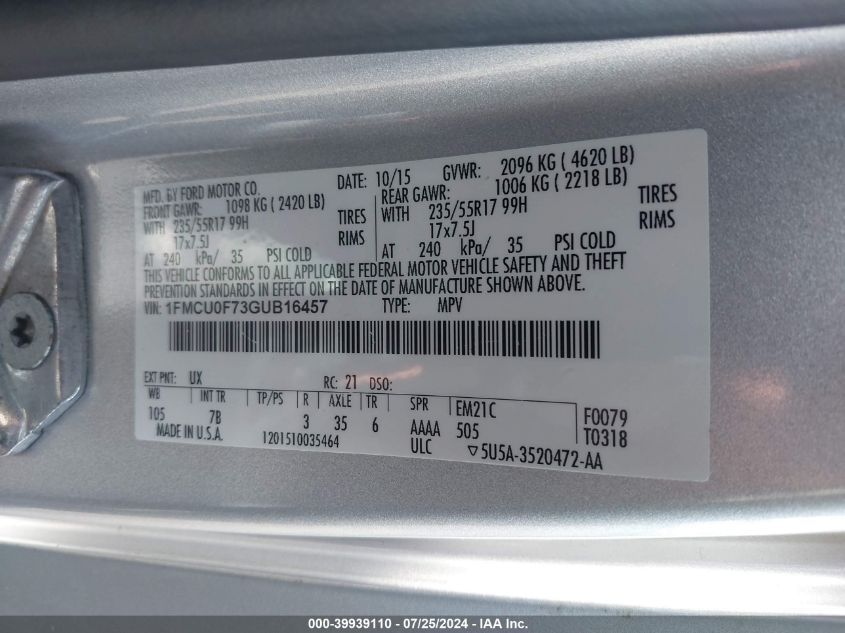 MFD. BY FORD MOTOR CO. DATE: 10/15 GVWR: 2096 KG ( 4620 LB)
FRONT GAWR: 1098 KG ( 2420 LB) REAR GAWR: 1006 KG ( 2218 LB)
WITH 235/55R17 99H TIRES WITH 235/55R17 99H TIRES
17x7.5J RIMS 17x7.5J RIMS
AT 240 kPa/ 35 PSI COLD AT 240 kPa/ 35 PSI COLD
THIS VEHICLE CONFORMS TO ALL APPLICABLE FEDERAL MOTOR VEHICLE SAFETY AND THEFT
PREVENTION STANDARDS IN EFFECT ON THE DATE OF MANUFACTURE SHOWN ABOVE.
VIN: 1FMCU0F73GUB16457 TYPE: MPV
EXT PNT: UX RC: 21 DSO:
WB INT TR TP/PS R AXLE TR SPR EM21C F0079
105 7B 3 35 6 AAAA 505 T0318
MADE IN U.S.A. 1201510035464 ULC ▽5U5A-3520472-AA
000-39939110 / 07/25/2024 - IAA Inc.